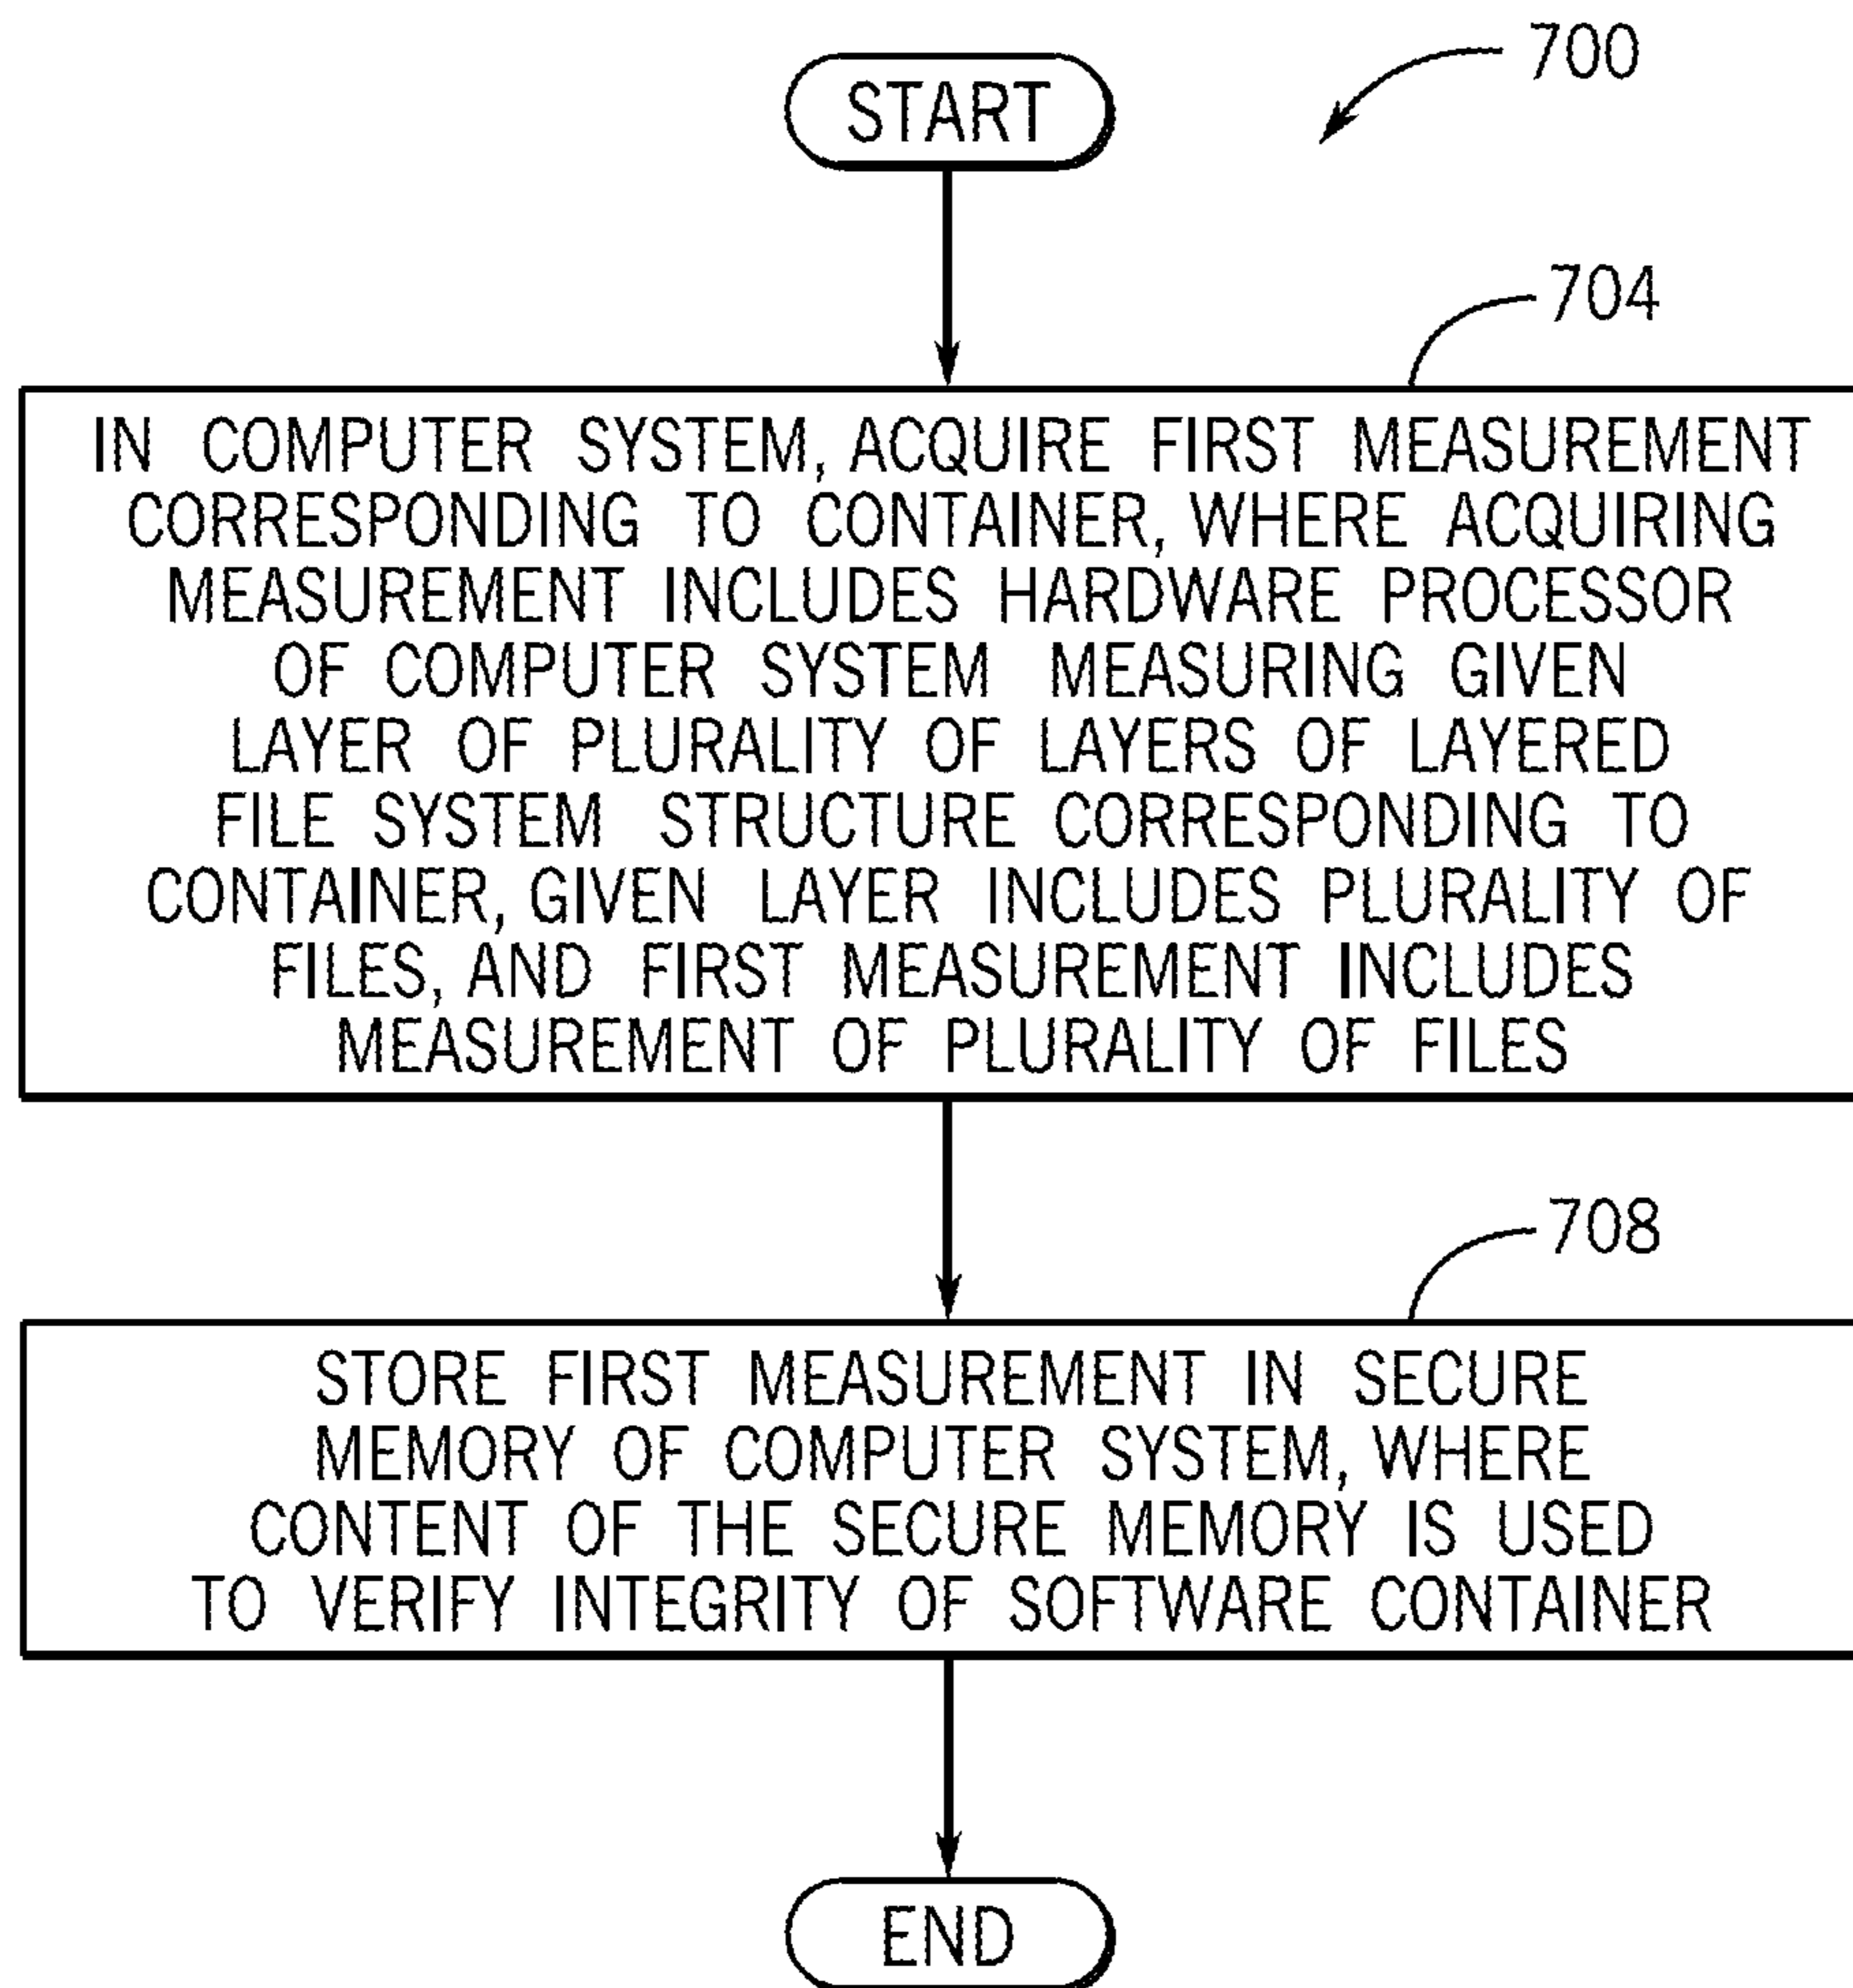 START
700
704
IN COMPUTER SYSTEM, ACQUIRE FIRST MEASUREMENT
CORRESPONDING TO CONTAINER, WHERE ACQUIRING
MEASUREMENT INCLUDES HARDWARE PROCESSOR
OF COMPUTER SYSTEM MEASURING GIVEN
LAYER OF PLURALITY OF LAYERS OF LAYERED
FILE SYSTEM STRUCTURE CORRESPONDING TO
CONTAINER, GIVEN LAYER INCLUDES PLURALITY OF
FILES, AND FIRST MEASUREMENT INCLUDES
MEASUREMENT OF PLURALITY OF FILES
708
STORE FIRST MEASUREMENT IN SECURE
MEMORY OF COMPUTER SYSTEM, WHERE
CONTENT OF THE SECURE MEMORY IS USED
TO VERIFY INTEGRITY OF SOFTWARE CONTAINER
END